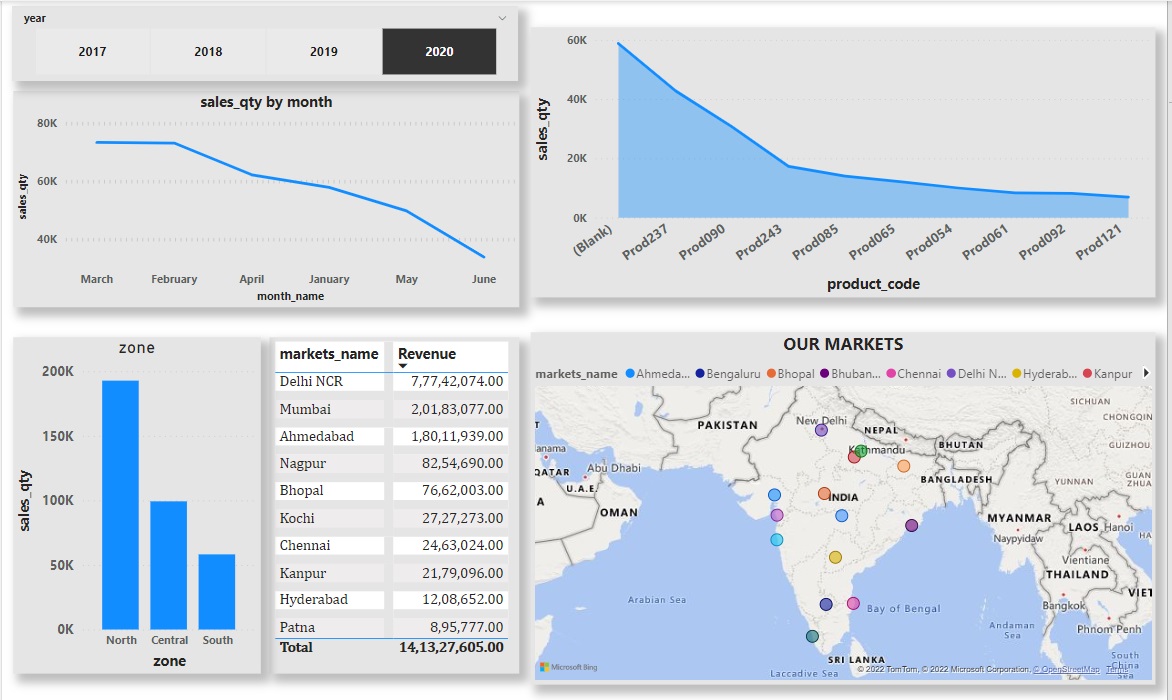 year
2017 2018 2019 2020
sales_qty by month
80K
60K
40K
sales_qty
March February April January May June
month_name
60K
40K
20K
0K
sales_qty
(Blank) Prod237 Prod090 Prod243 Prod085 Prod065 Prod054 Prod061 Prod092 Prod121
product_code
zone
200K
150K
100K
50K
0K
sales_qty
North Central South
zone
markets_name Revenue
Delhi NCR 7,77,42,074.00
Mumbai 2,01,83,077.00
Ahmedabad 1,80,11,939.00
Nagpur 82,54,690.00
Bhopal 76,62,003.00
Kochi 27,27,273.00
Chennai 24,63,024.00
Kanpur 21,79,096.00
Hyderabad 12,08,652.00
Patna 8,95,777.00
Total 14,13,27,605.00
OUR MARKETS
markets_name Ahmeda... Bengaluru Bhopal Bhuban... Chennai Delhi N... Hyderab... Kanpur
SICHUAN
CHONGQIN
PAKISTAN
New Delhi
NEPAL
GUIZHOU
BHUTAN
Kathmandu
anama
QATAR
Abu Dhabi
U.A.E.
BANGLADESH
YUNNAN
GUAN
ZHUA
A
OMAN
INDIA
MYANMAR
LAOS
Hanoi
HA
Naypyidaw
Vientiane
THAILAND
VIET
Arabian Sea
Bay of Bengal
Bangkok
Andaman
Sea
Phnom Penh
SRI LANKA
South
China
Sea
Laccadive Sea
Microsoft Bing
© 2022 TomTom, © 2022 Microsoft Corporation, © OpenStreetMap Terms